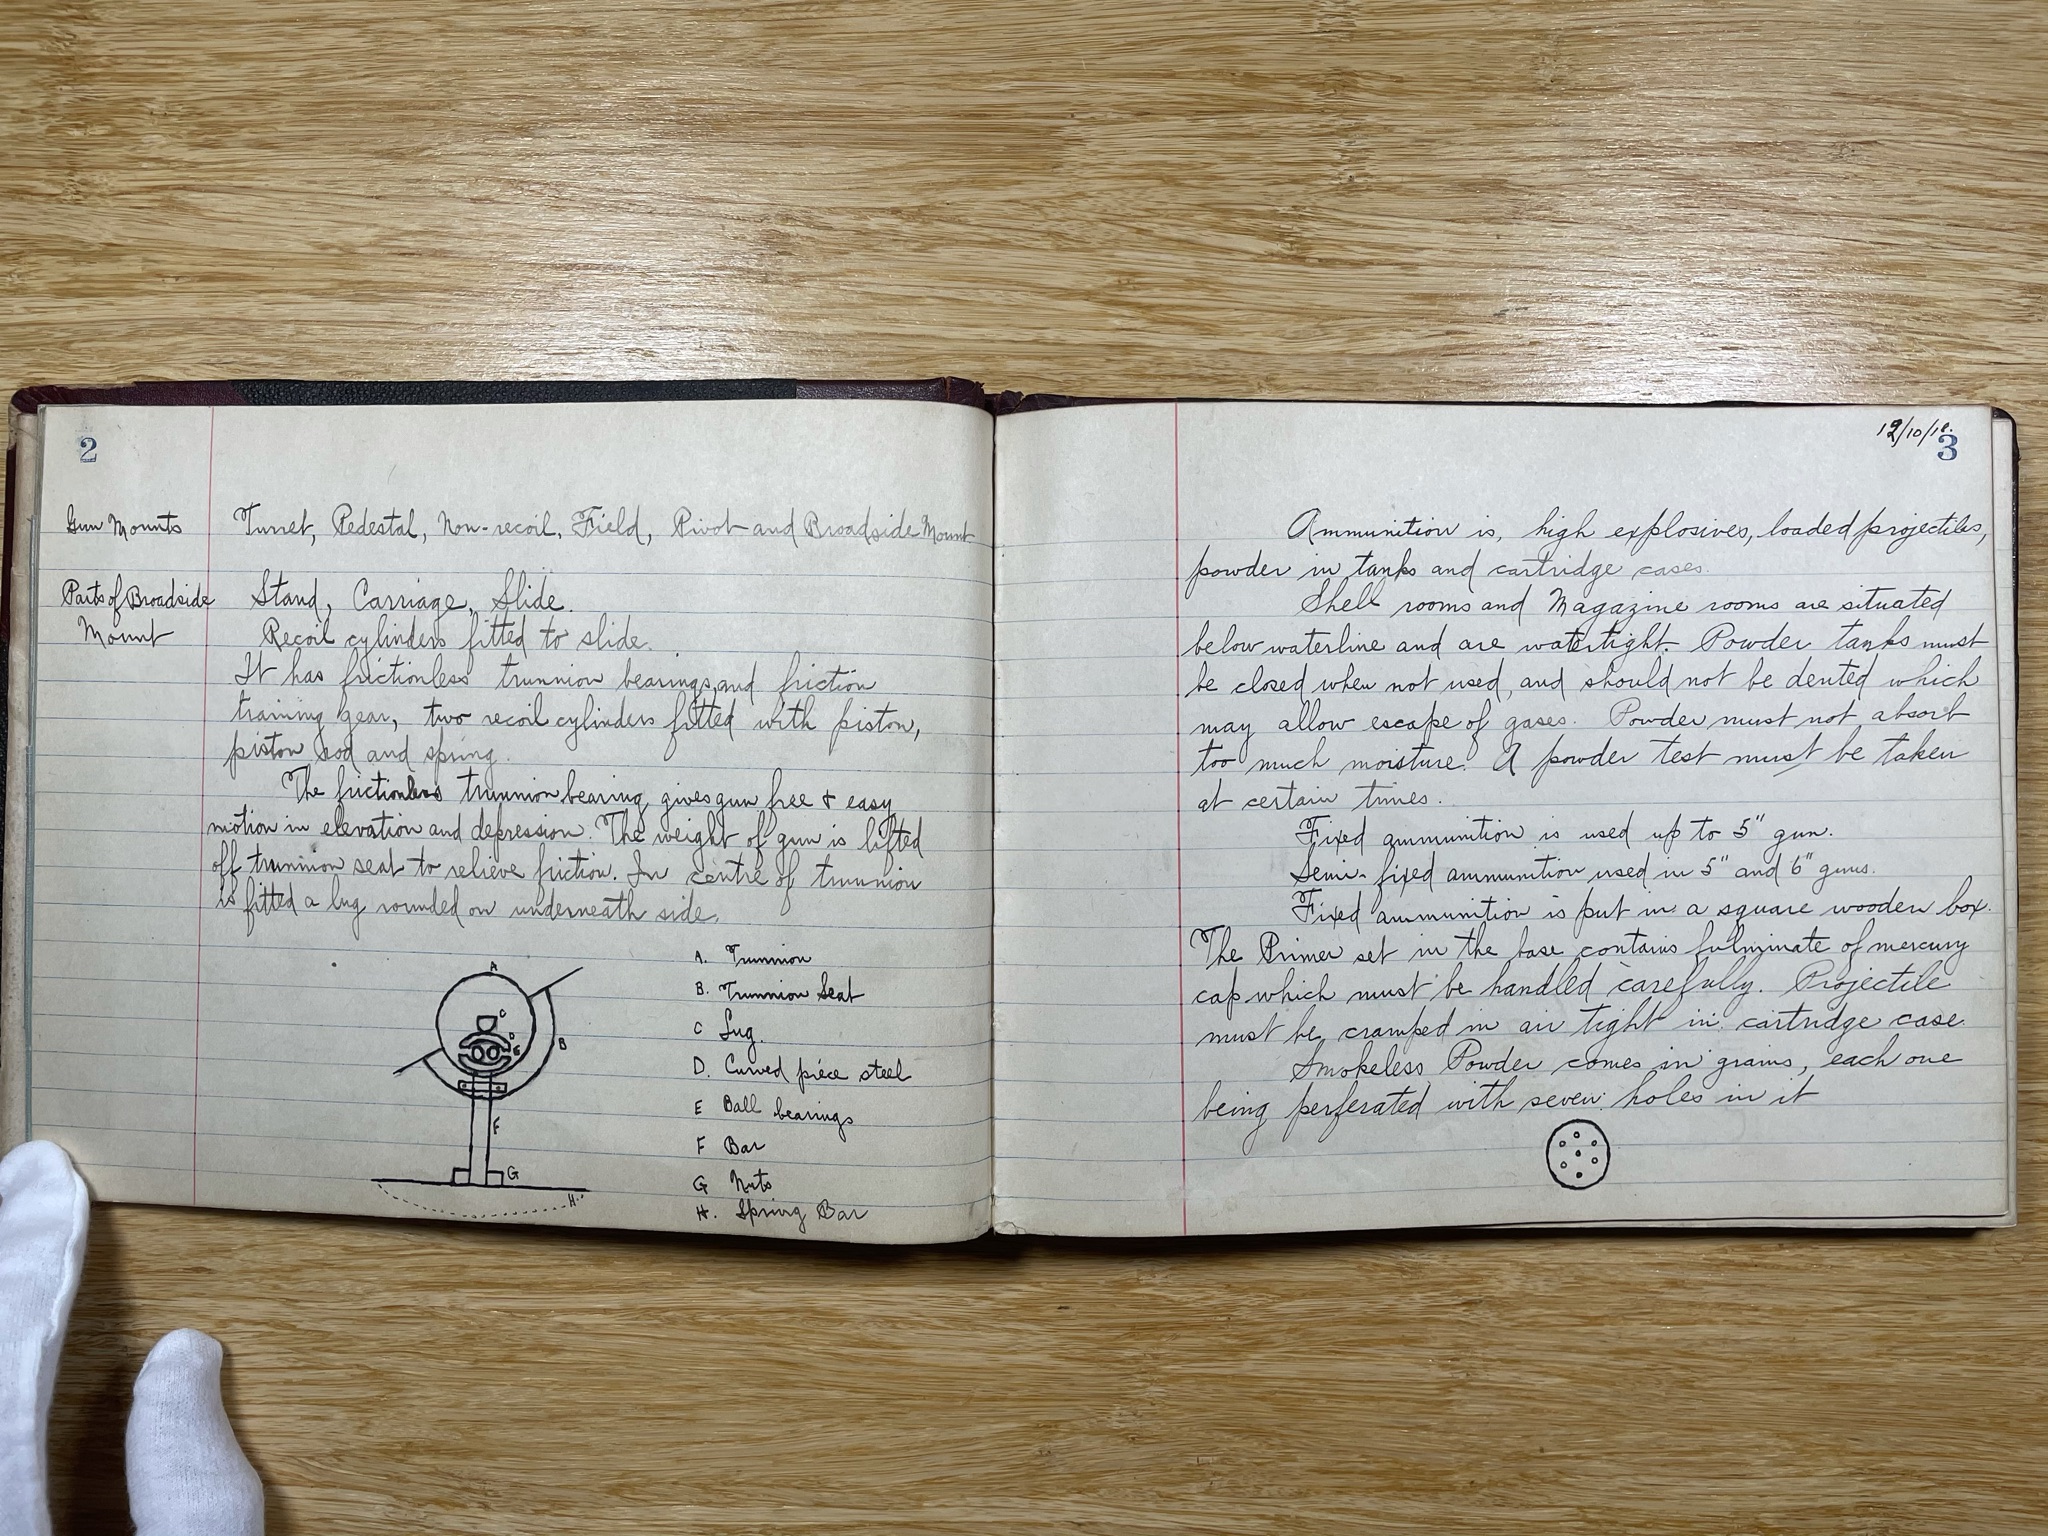 2
Gun Mounts Turret, Pedestal, Non-recoil, Field, Pivot and Broadside Mount
Parts of Broadside Mount Stand, Carriage, Slide.
Recoil cylinders fitted to slide.
It has frictionless trunnion bearings, and friction
training gear, two recoil cylinders fitted with piston,
piston rod and spring.
The frictionless trunnion bearing gives gun free & easy
motion in elevation and depression. The weight of gun is lifted
off trunnion seat to relieve friction. In centre of trunnion
is fitted a lug rounded on underneath side.
A. Trunnion
B. Trunnion Seat
C Lug.
D. Curved piece steel
E Ball bearings
F Bar
G Nuts
H. Spring Bar
A
C
D
E
B
F
G
H
3
Ammunition is, high explosives, loaded projectiles,
powder in tanks and cartridge cases.
Shell rooms and Magazine rooms are situated
below waterline and are watertight. Powder tanks must
be closed when not used, and should not be dented which
may allow escape of gases. Powder must not absorb
too much moisture. A powder test must be taken
at certain times.
Fixed ammunition is used up to 5" gun.
Semi-fixed ammunition used in 5" and 6" guns.
Fixed ammunition is put in a square wooden box.
The Primer set in the base contains fulminate of mercury
cap which must be handled carefully. Projectile
must be cramped in air tight in cartridge case.
Smokeless Powder comes in grains, each one
being perferated with seven holes in it